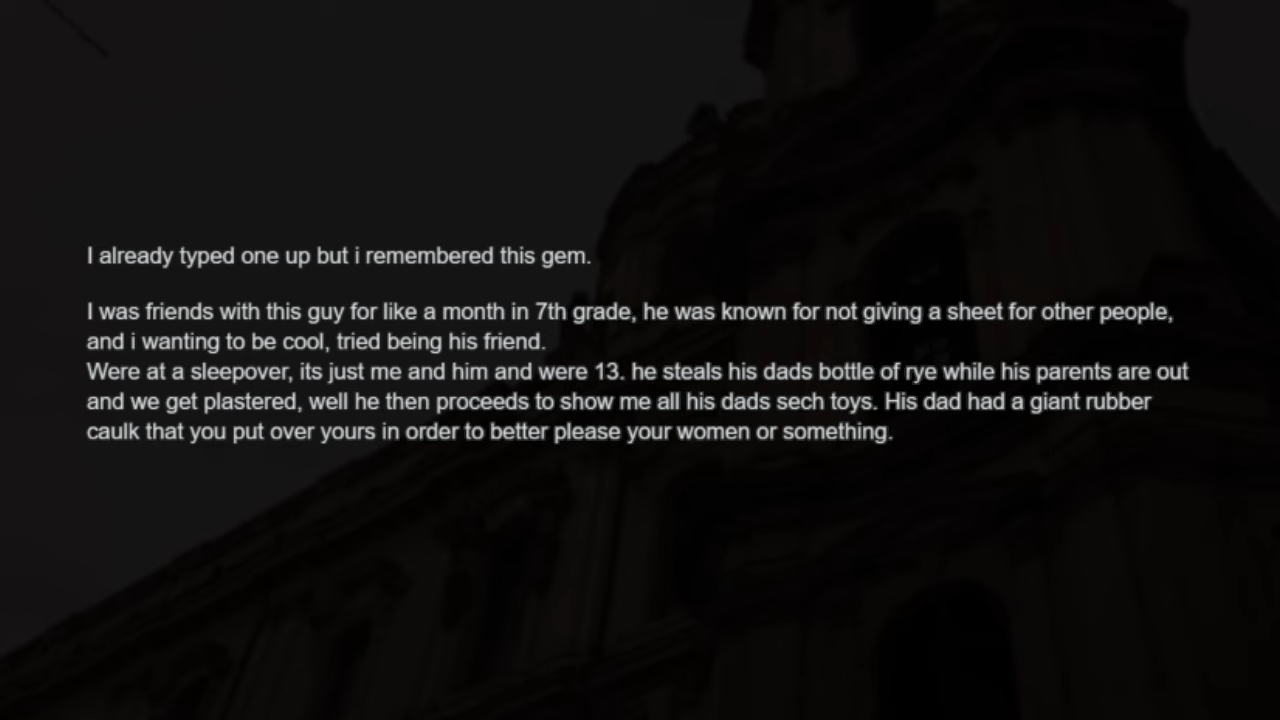 I already typed one up but i remembered this gem.
I was friends with this guy for like a month in 7th grade, he was known for not giving a sheet for other people,
and i wanting to be cool, tried being his friend.
Were at a sleepover, its just me and him and were 13. he steals his dads bottle of rye while his parents are out
and we get plastered, well he then proceeds to show me all his dads sech toys. His dad had a giant rubber
caulk that you put over yours in order to better please your women or something.